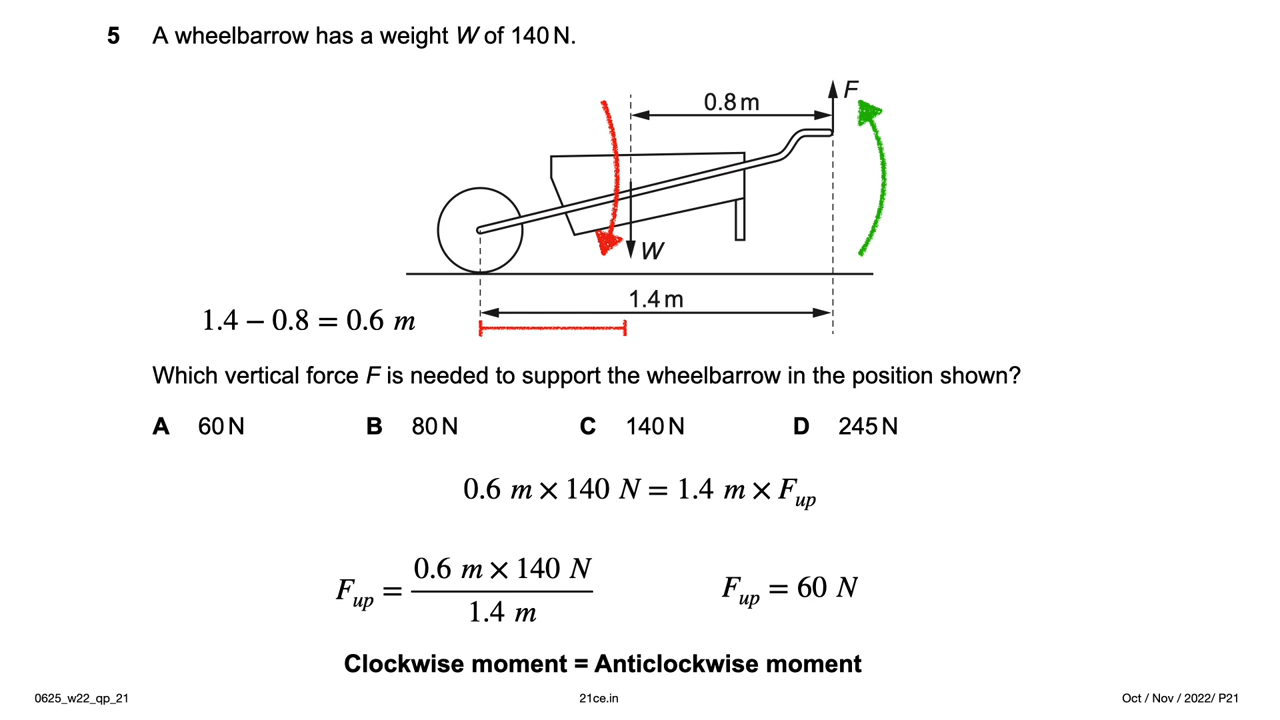 5 A wheelbarrow has a weight W of 140 N.
F
0.8 m
W
1.4 m
1.4 − 0.8 = 0.6 m
Which vertical force F is needed to support the wheelbarrow in the position shown?
A 60 N B 80 N C 140 N D 245 N
0.6 m × 140 N = 1.4 m × F_up
F_up = (0.6 m × 140 N) / 1.4 m F_up = 60 N
Clockwise moment = Anticlockwise moment
0625_w22_qp_21 21ce.in Oct / Nov / 2022/ P21